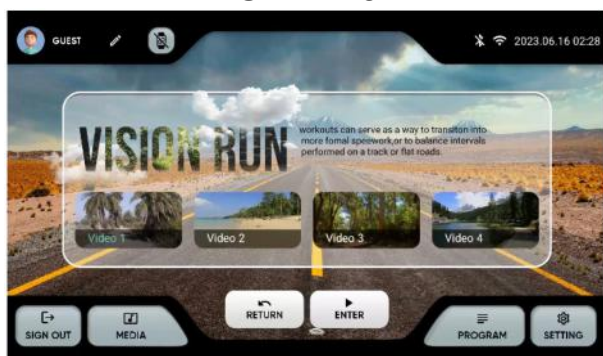 GUEST
2023.06.16 02:28
VISION RUN
workouts can serve as a way to transiton into
more fomal speework,or to balance intervals
performed on a track or flat roads.
Video 1
Video 2
Video 3
Video 4
SIGN OUT
MEDIA
RETURN
ENTER
PROGRAM
SETTING